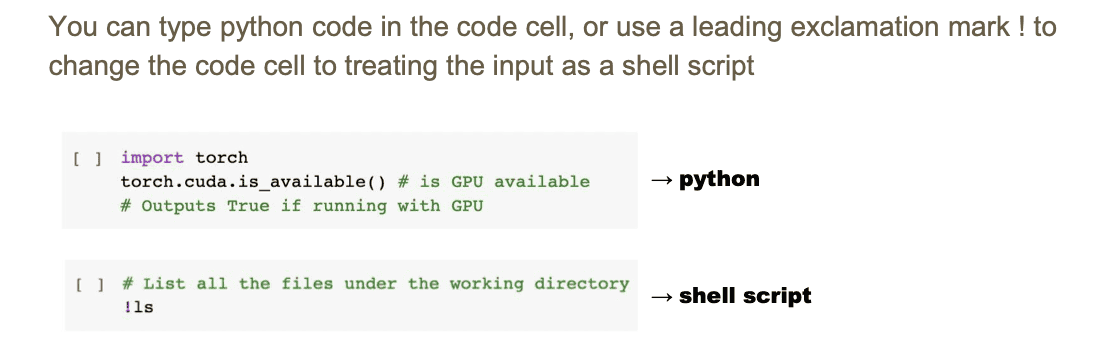 You can type python code in the code cell, or use a leading exclamation mark ! to
change the code cell to treating the input as a shell script
[ ] import torch
torch.cuda.is_available() # is GPU available
# Outputs True if running with GPU
→ python
[ ] # List all the files under the working directory
!ls
→ shell script